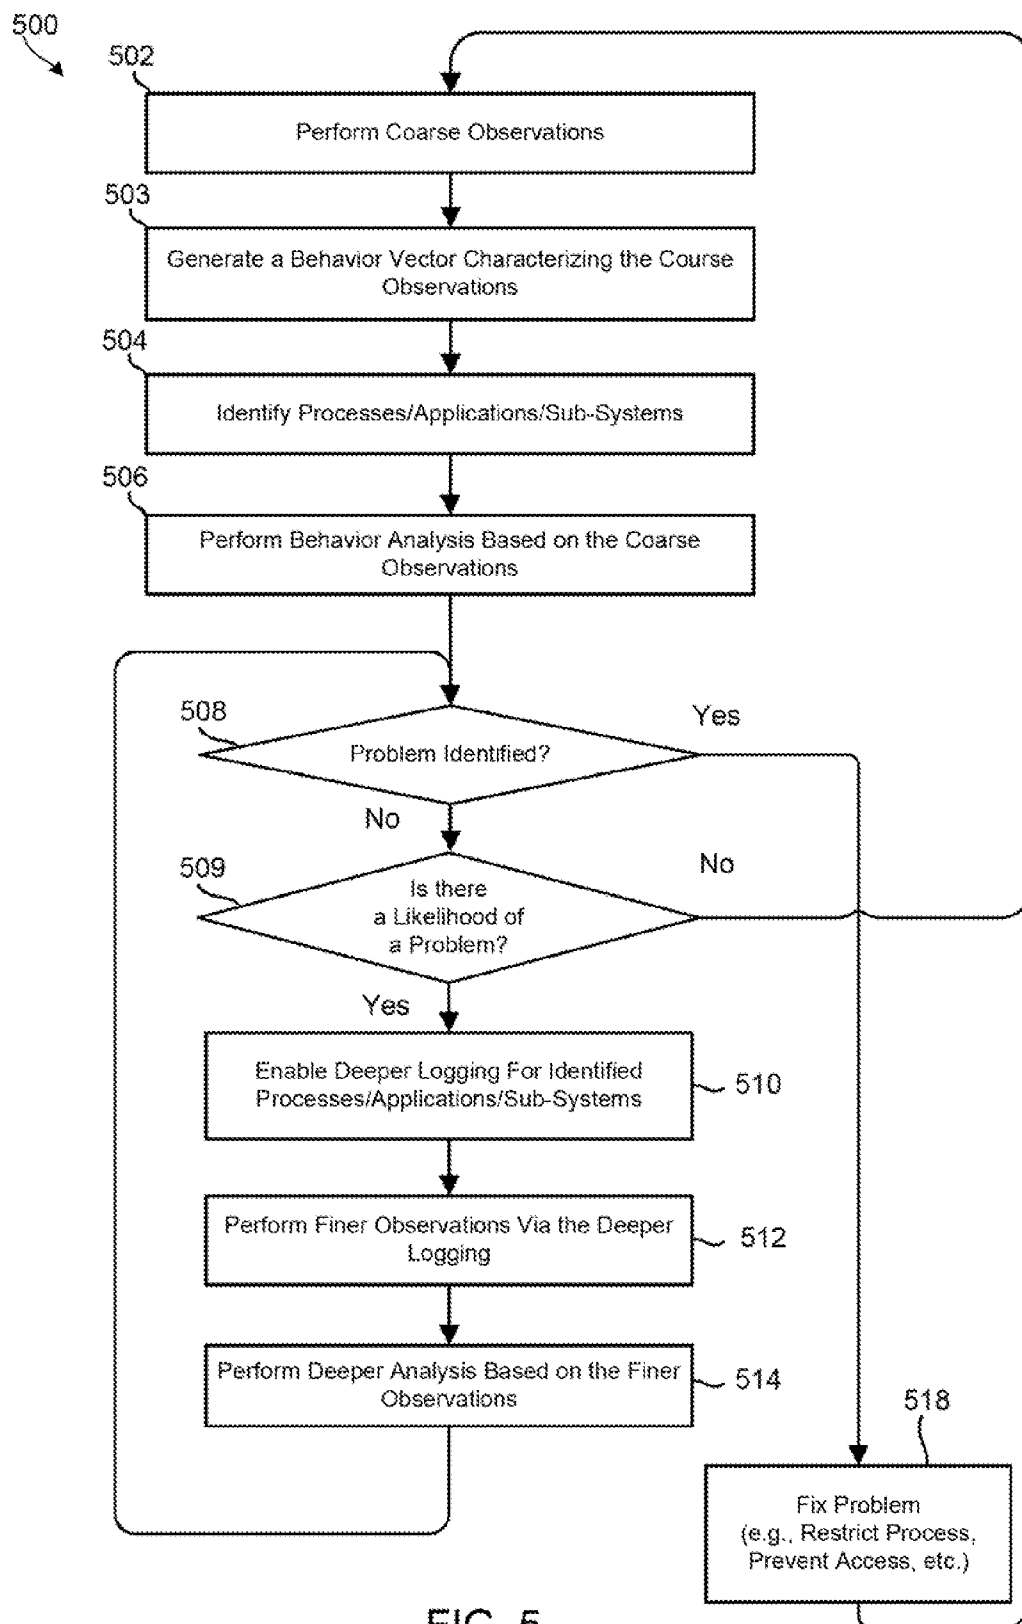 500
502
Perform Coarse Observations
503
Generate a Behavior Vector Characterizing the Course
Observations
504
Identify Processes/Applications/Sub-Systems
506
Perform Behavior Analysis Based on the Coarse
Observations
508
Problem Identified?
Yes
No
509
Is there
a Likelihood of
a Problem?
No
Yes
Enable Deeper Logging For Identified
Processes/Applications/Sub-Systems
510
Perform Finer Observations Via the Deeper
Logging
512
Perform Deeper Analysis Based on the Finer
Observations
514
518
Fix Problem
(e.g., Restrict Process,
Prevent Access, etc.)
FIG. 5